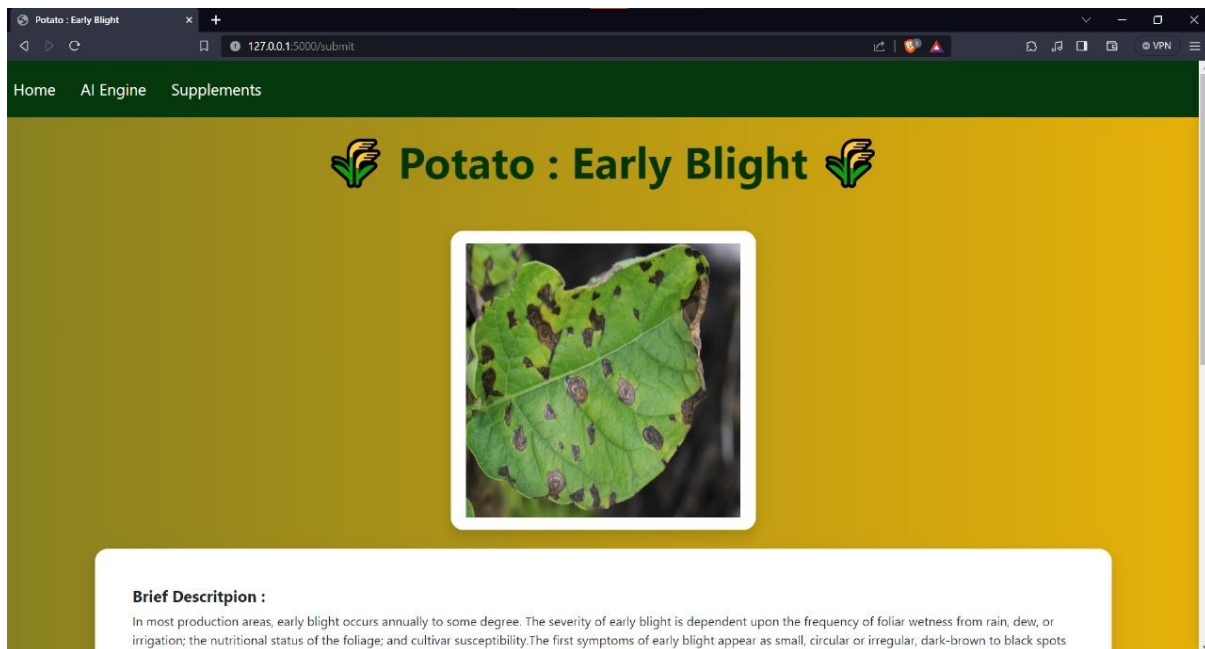 Potato : Early Blight
127.0.0.1:5000/submit
VPN
Home AI Engine Supplements
Potato : Early Blight
Brief Descritpion :
In most production areas, early blight occurs annually to some degree. The severity of early blight is dependent upon the frequency of foliar wetness from rain, dew, or
irrigation; the nutritional status of the foliage; and cultivar susceptibility.The first symptoms of early blight appear as small, circular or irregular, dark-brown to black spots